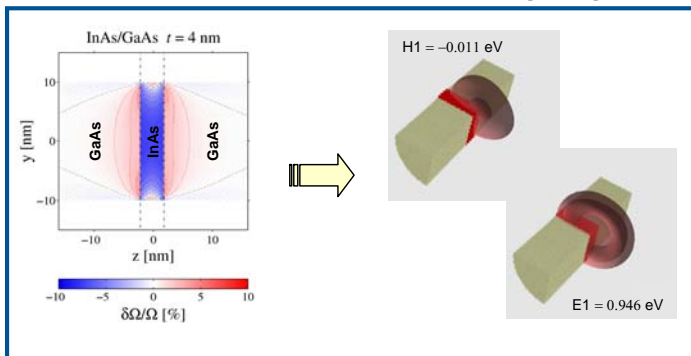 InAs/GaAs t = 4 nm
10
0
−10
y [nm]
GaAs
InAs
GaAs
−10
0
10
z [nm]
−10
−5
0
5
10
δΩ/Ω [%]
H1 = −0.011 eV
E1 = 0.946 eV